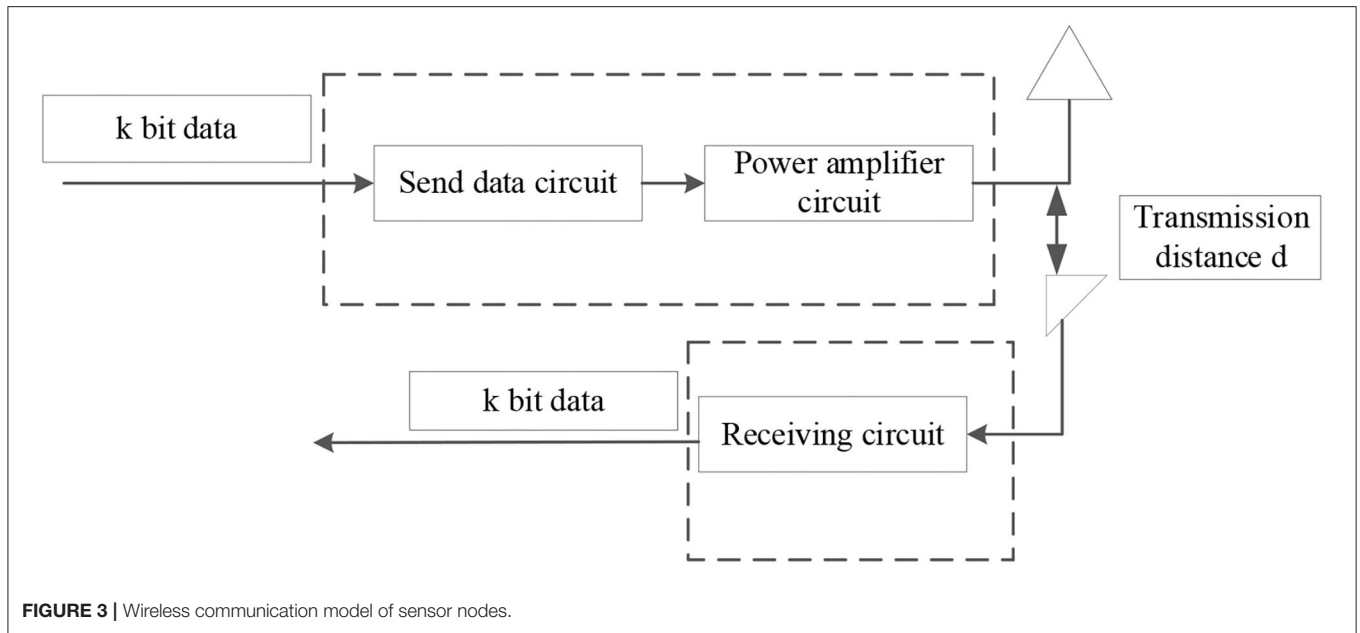 k bit data
Send data circuit
Power amplifier
circuit
Transmission
distance d
k bit data
Receiving circuit
FIGURE 3 | Wireless communication model of sensor nodes.